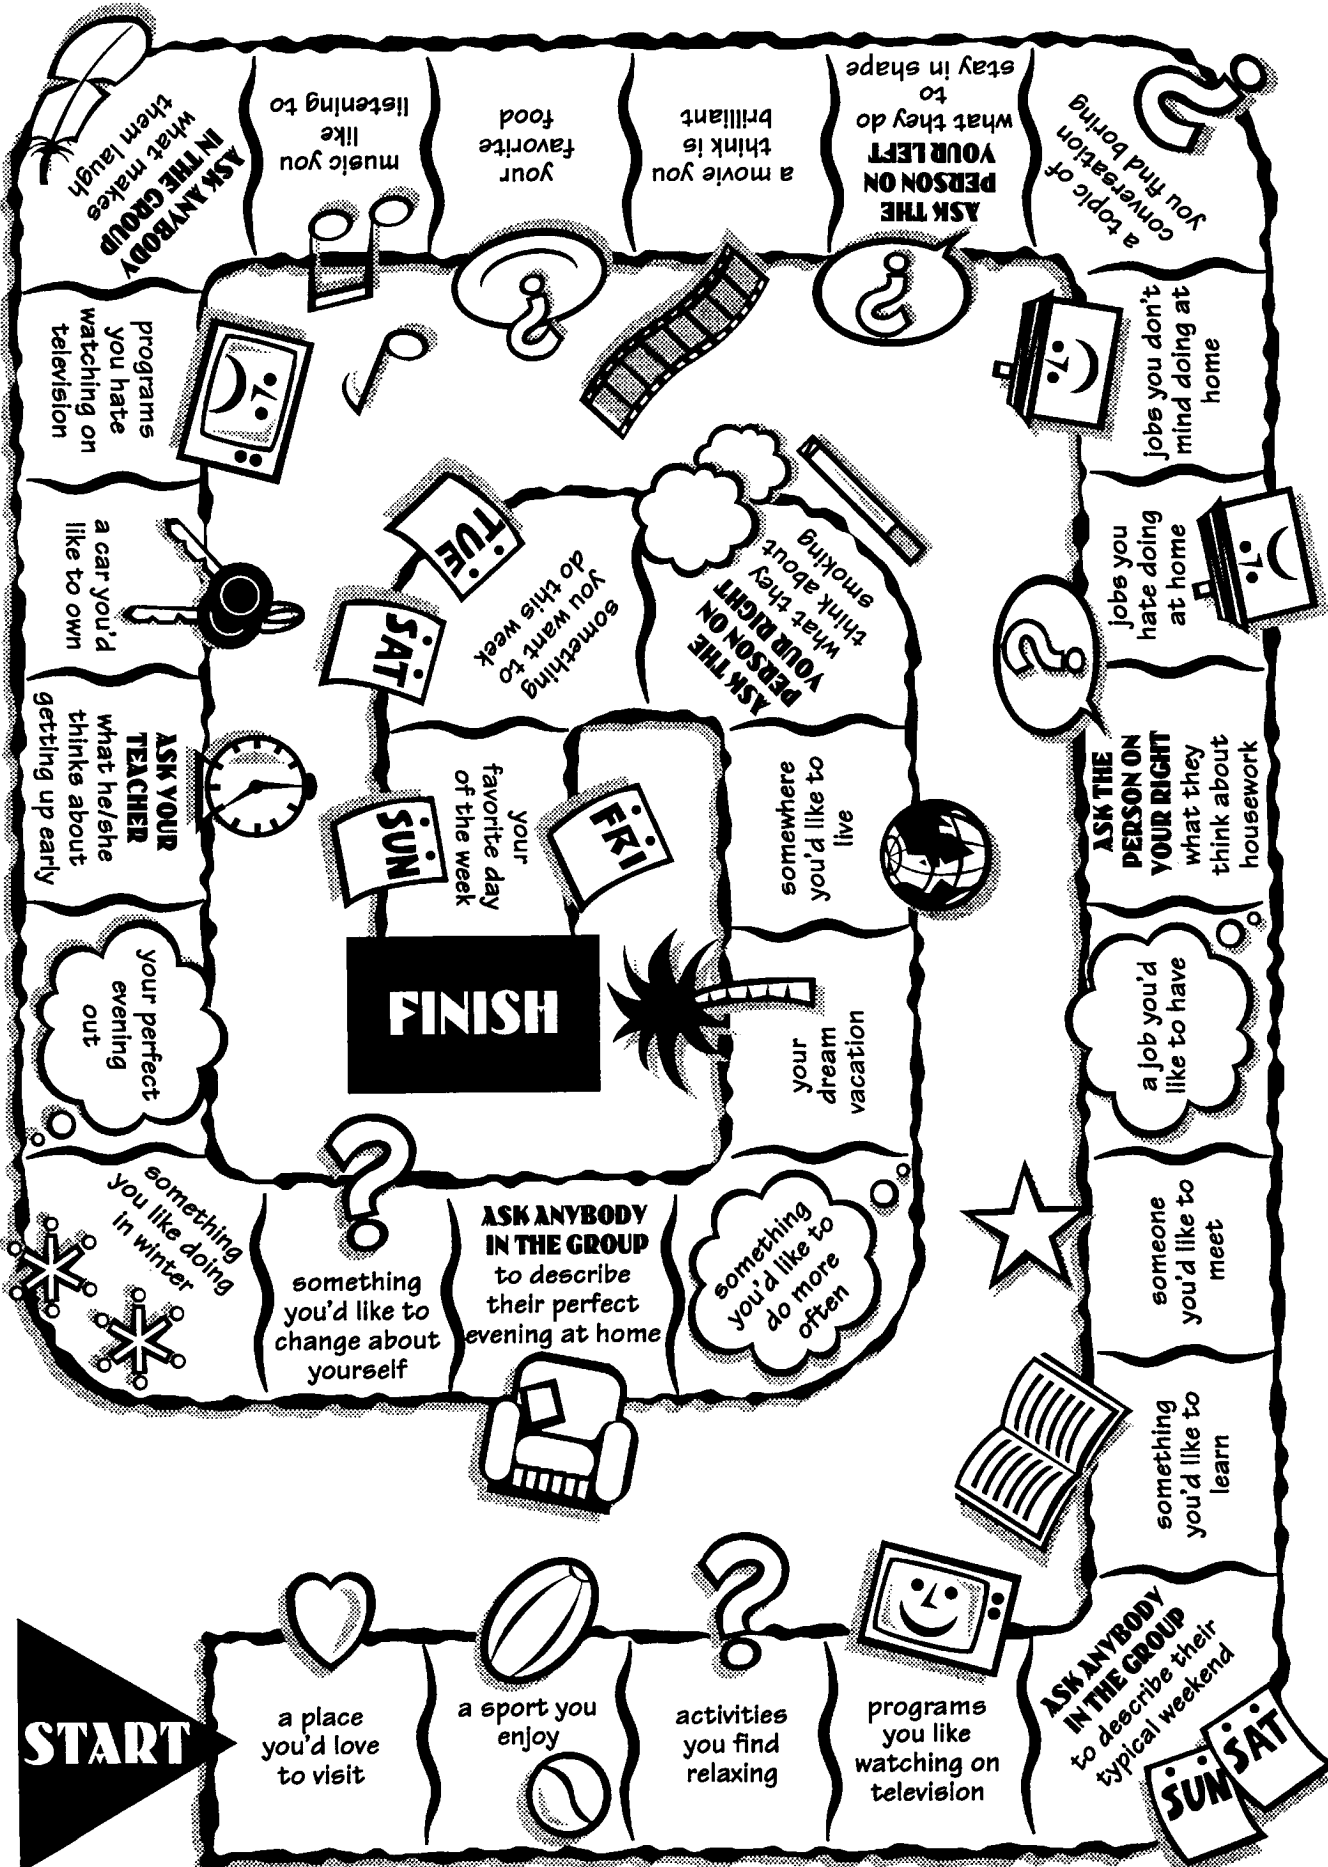 START
a place
you'd love
to visit
a sport you
enjoy
activities
you find
relaxing
programs
you like
watching on
television
ASK ANYBODY
IN THE GROUP
to describe their
typical weekend
SUN
SAT
something
you'd like to
learn
someone
you'd like to
meet
a job you'd
like to have
ASK THE
PERSON ON
YOUR RIGHT
what they
think about
housework
jobs you
hate doing
at home
jobs you don't
mind doing at
home
a topic of
conversation
you find boring
ASK THE
PERSON ON
YOUR LEFT
what they do
to
stay in shape
a movie you
think is
brilliant
your
favorite
food
music you
like
listening to
ASK ANYBODY
IN THE GROUP
what makes
them laugh
programs
you hate
watching on
television
a car you'd
like to own
ASK YOUR
TEACHER
what he/she
thinks about
getting up early
your perfect
evening
out
something
you like doing
in winter
something
you'd like to
change about
yourself
ASK ANYBODY
IN THE GROUP
to describe
their perfect
evening at home
something
you'd like to
do more
often
your
dream
vacation
somewhere
you'd like to
live
ASK THE
PERSON ON
YOUR RIGHT
what they
think about
smoking
something
you want to
do this week
TUE
SAT
your
favorite day
of the week
SUN
FRI
FINISH